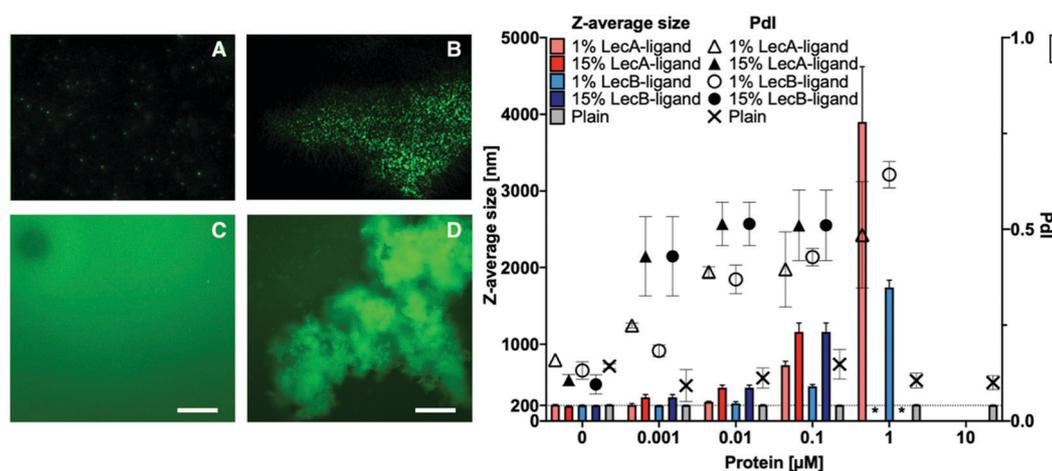 A
B
C
D
Z-average size PdI
1% LecA-ligand 1% LecA-ligand
15% LecA-ligand 15% LecA-ligand
1% LecB-ligand 1% LecB-ligand
15% LecB-ligand 15% LecB-ligand
Plain Plain
Z-average size [nm]
5000
4000
3000
2000
1000
200
0
1.0
0.5
0.0
PdI
* *
0 0.001 0.01 0.1 1 10
Protein [µM]